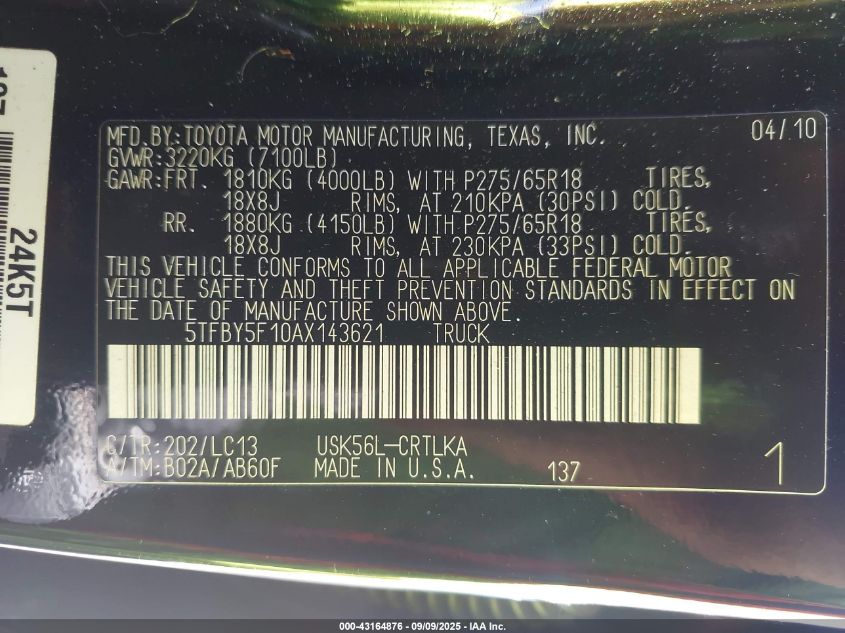 MFD.BY:TOYOTA MOTOR MANUFACTURING, TEXAS, INC. 04/10
GVWR:3220KG (7100LB)
GAWR:FRT. 1810KG (4000LB) WITH P275/65R18 TIRES,
18X8J RIMS, AT 210KPA (30PSI) COLD.
RR. 1880KG (4150LB) WITH P275/65R18 TIRES,
18X8J RIMS, AT 230KPA (33PSI) COLD.
THIS VEHICLE CONFORMS TO ALL APPLICABLE FEDERAL MOTOR
VEHICLE SAFETY AND THEFT PREVENTION STANDARDS IN EFFECT ON
THE DATE OF MANUFACTURE SHOWN ABOVE.
5TFBY5F10AX143621 TRUCK
C/TR:202/LC13 USK56L-CRTLKA
A/TM:B02A/AB60F MADE IN U.S.A. 137 1
24K5T
000-43164876 - 09/09/2025 - IAA Inc.